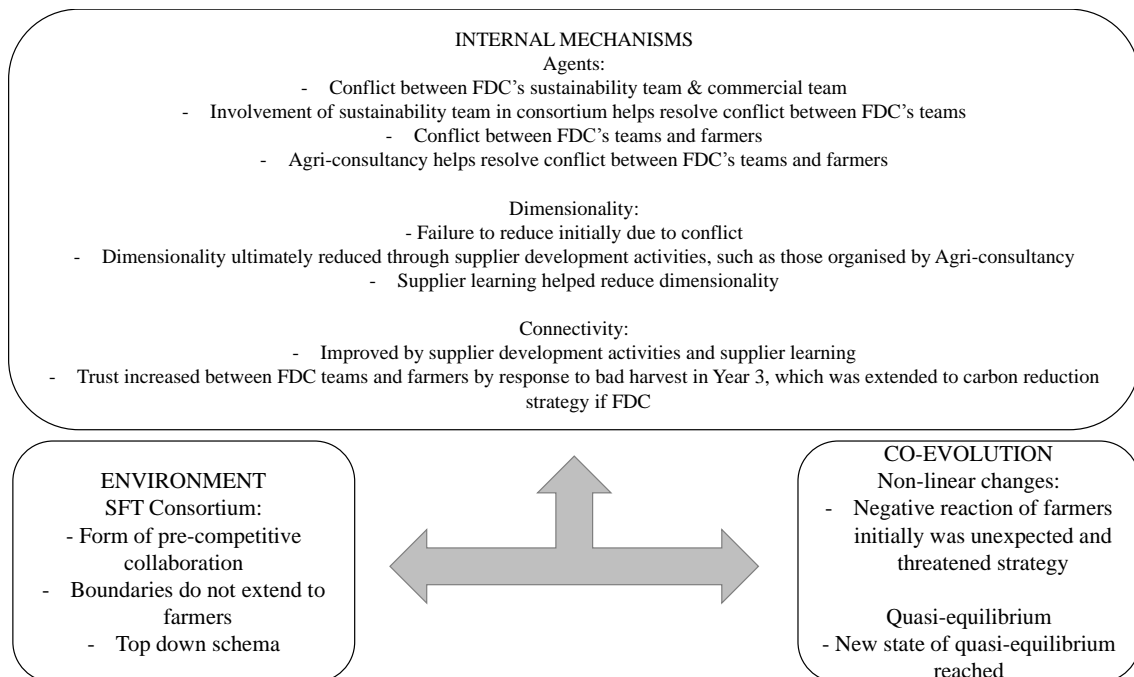 INTERNAL MECHANISMS
Agents:
- Conflict between FDC's sustainability team & commercial team
- Involvement of sustainability team in consortium helps resolve conflict between FDC's teams
- Conflict between FDC's teams and farmers
- Agri-consultancy helps resolve conflict between FDC's teams and farmers
Dimensionality:
- Failure to reduce initially due to conflict
- Dimensionality ultimately reduced through supplier development activities, such as those organised by Agri-consultancy
- Supplier learning helped reduce dimensionality
Connectivity:
- Improved by supplier development activities and supplier learning
- Trust increased between FDC teams and farmers by response to bad harvest in Year 3, which was extended to carbon reduction
strategy if FDC
ENVIRONMENT
SFT Consortium:
- Form of pre-competitive
collaboration
- Boundaries do not extend to
farmers
- Top down schema
CO-EVOLUTION
Non-linear changes:
- Negative reaction of farmers
initially was unexpected and
threatened strategy
Quasi-equilibrium
- New state of quasi-equilibrium
reached